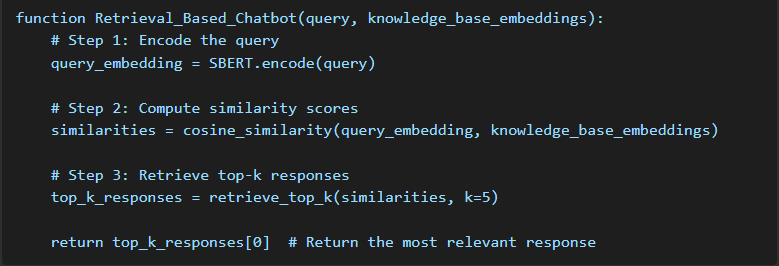 function Retrieval_Based_Chatbot(query, knowledge_base_embeddings):
    # Step 1: Encode the query
    query_embedding = SBERT.encode(query)
    # Step 2: Compute similarity scores
    similarities = cosine_similarity(query_embedding, knowledge_base_embeddings)
    # Step 3: Retrieve top-k responses
    top_k_responses = retrieve_top_k(similarities, k=5)
    return top_k_responses[0]  # Return the most relevant response